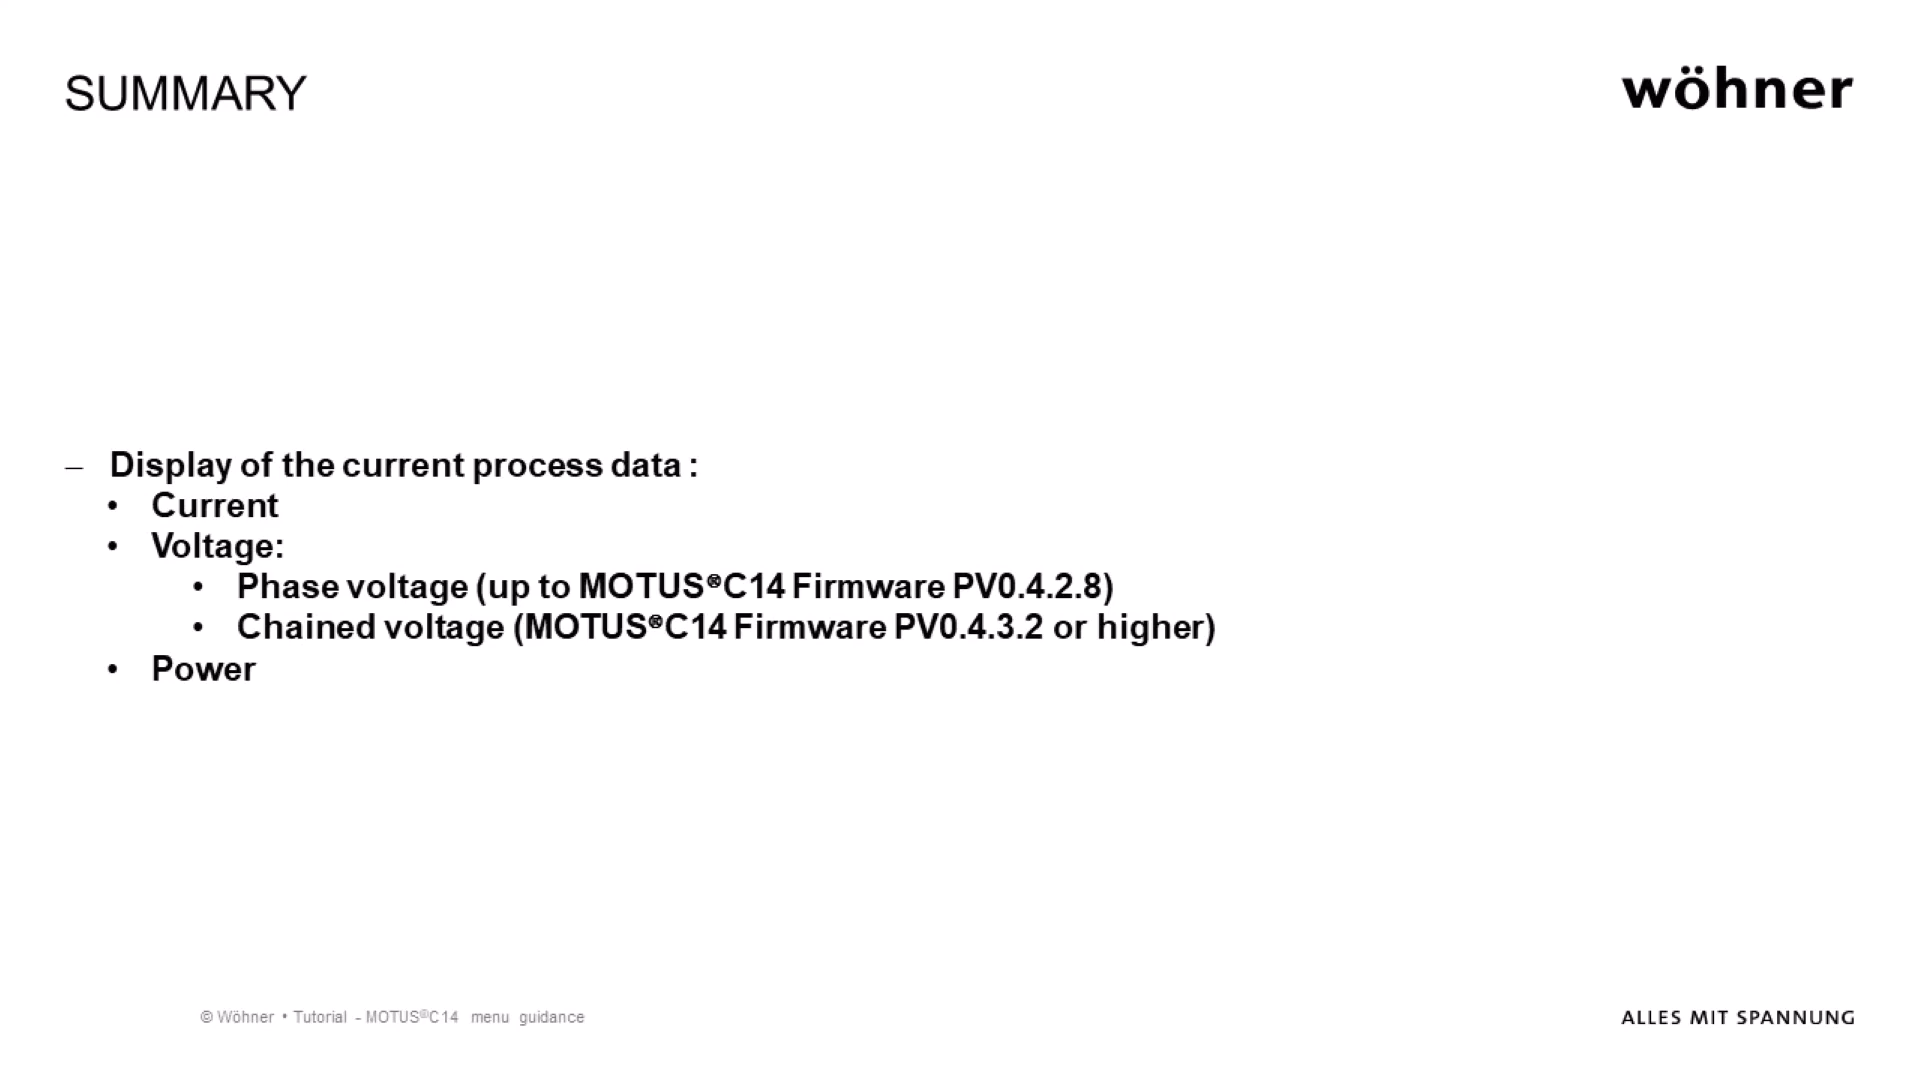 SUMMARY
wöhner
– Display of the current process data :
• Current
• Voltage:
• Phase voltage (up to MOTUS®C14 Firmware PV0.4.2.8)
• Chained voltage (MOTUS®C14 Firmware PV0.4.3.2 or higher)
• Power
© Wöhner • Tutorial - MOTUS®C14 menu guidance
ALLES MIT SPANNUNG